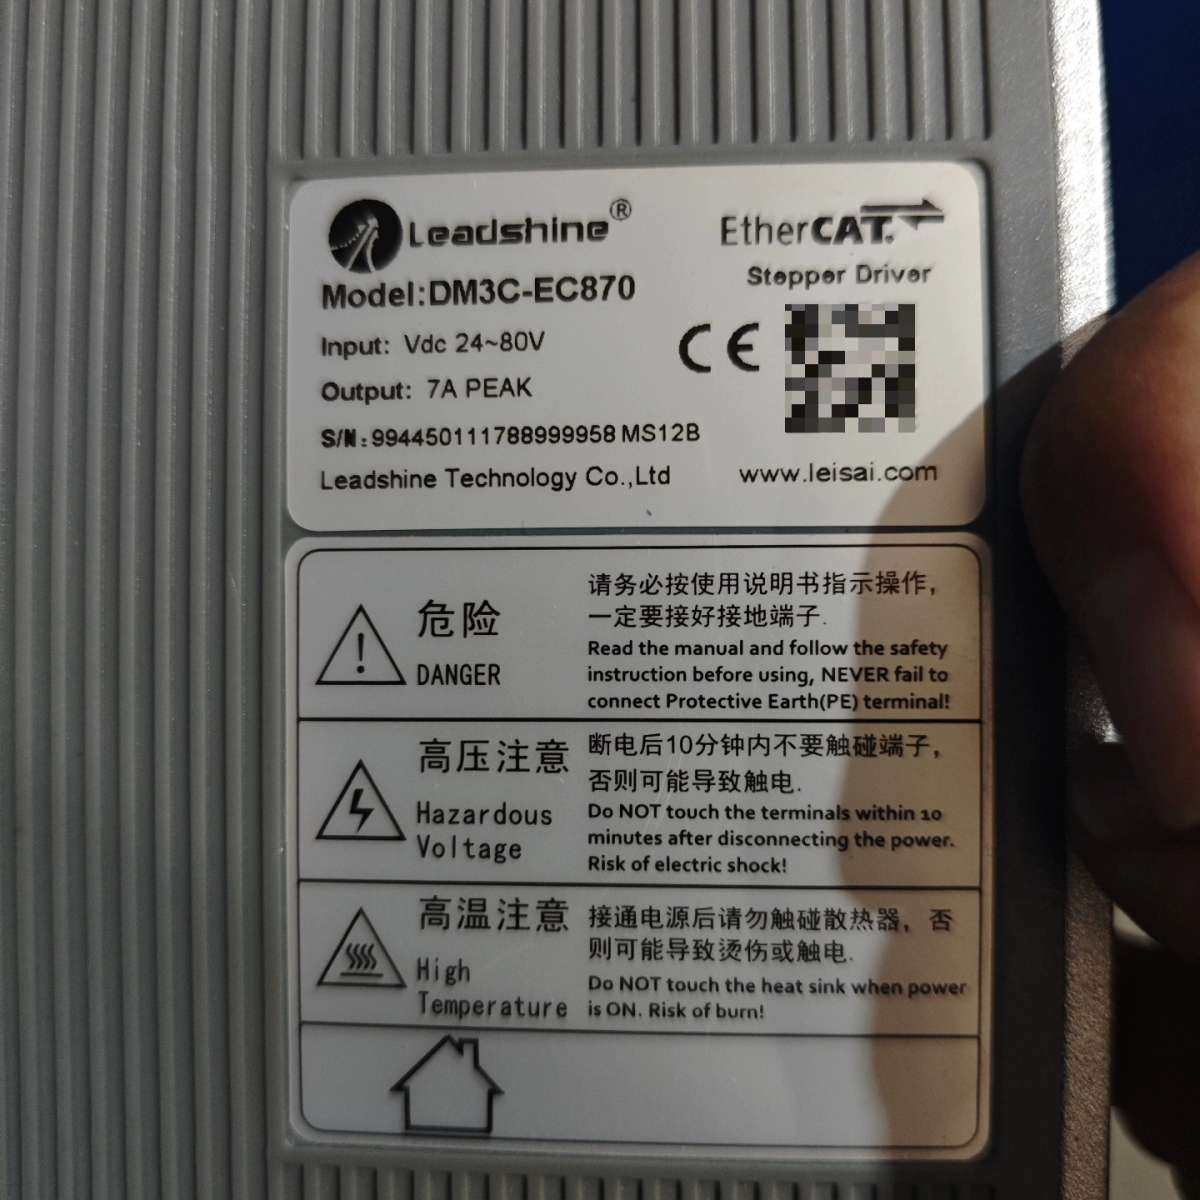 Leadshine®
EtherCAT.
Stepper Driver
Model:DM3C-EC870
Input: Vdc 24~80V
CE
Output: 7A PEAK
S/N:994450111788999958 MS12B
Leadshine Technology Co.,Ltd
www.leisai.com
危险
DANGER
请务必按使用说明书指示操作，
一定要接好接地端子.
Read the manual and follow the safety
instruction before using, NEVER fail to
connect Protective Earth(PE) terminal!
高压注意
Hazardous
Voltage
断电后10分钟内不要触碰端子，
否则可能导致触电.
Do NOT touch the terminals within 10
minutes after disconnecting the power.
Risk of electric shock!
高温注意
High
Temperature
接通电源后请勿触碰散热器，否
则可能导致烫伤或触电.
Do NOT touch the heat sink when power
is ON. Risk of burn!